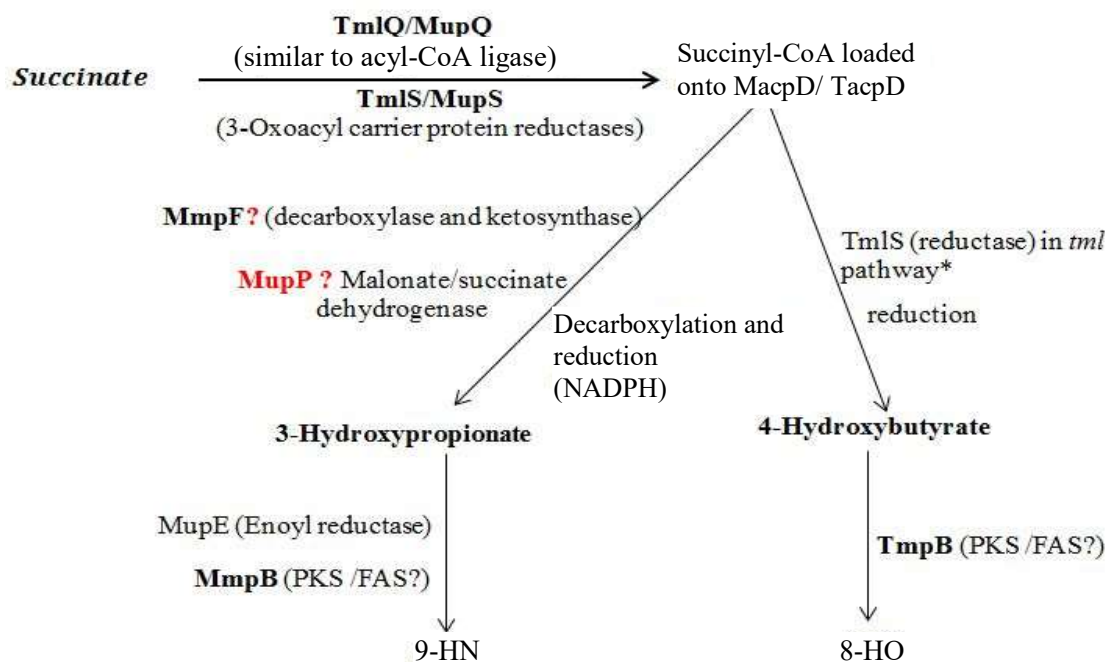 TmlQ/MupQ
(similar to acyl-CoA ligase)
Succinate
TmlS/MupS
(3-Oxoacyl carrier protein reductases)
Succinyl-CoA loaded
onto MacpD/ TacpD
MmpF? (decarboxylase and ketosynthase)
MupP ? Malonate/succinate
dehydrogenase
Decarboxylation and
reduction
(NADPH)
TmlS (reductase) in tml
pathway*
reduction
3-Hydroxypropionate
4-Hydroxybutyrate
MupE (Enoyl reductase)
MmpB (PKS /FAS?)
TmpB (PKS /FAS?)
9-HN
8-HO